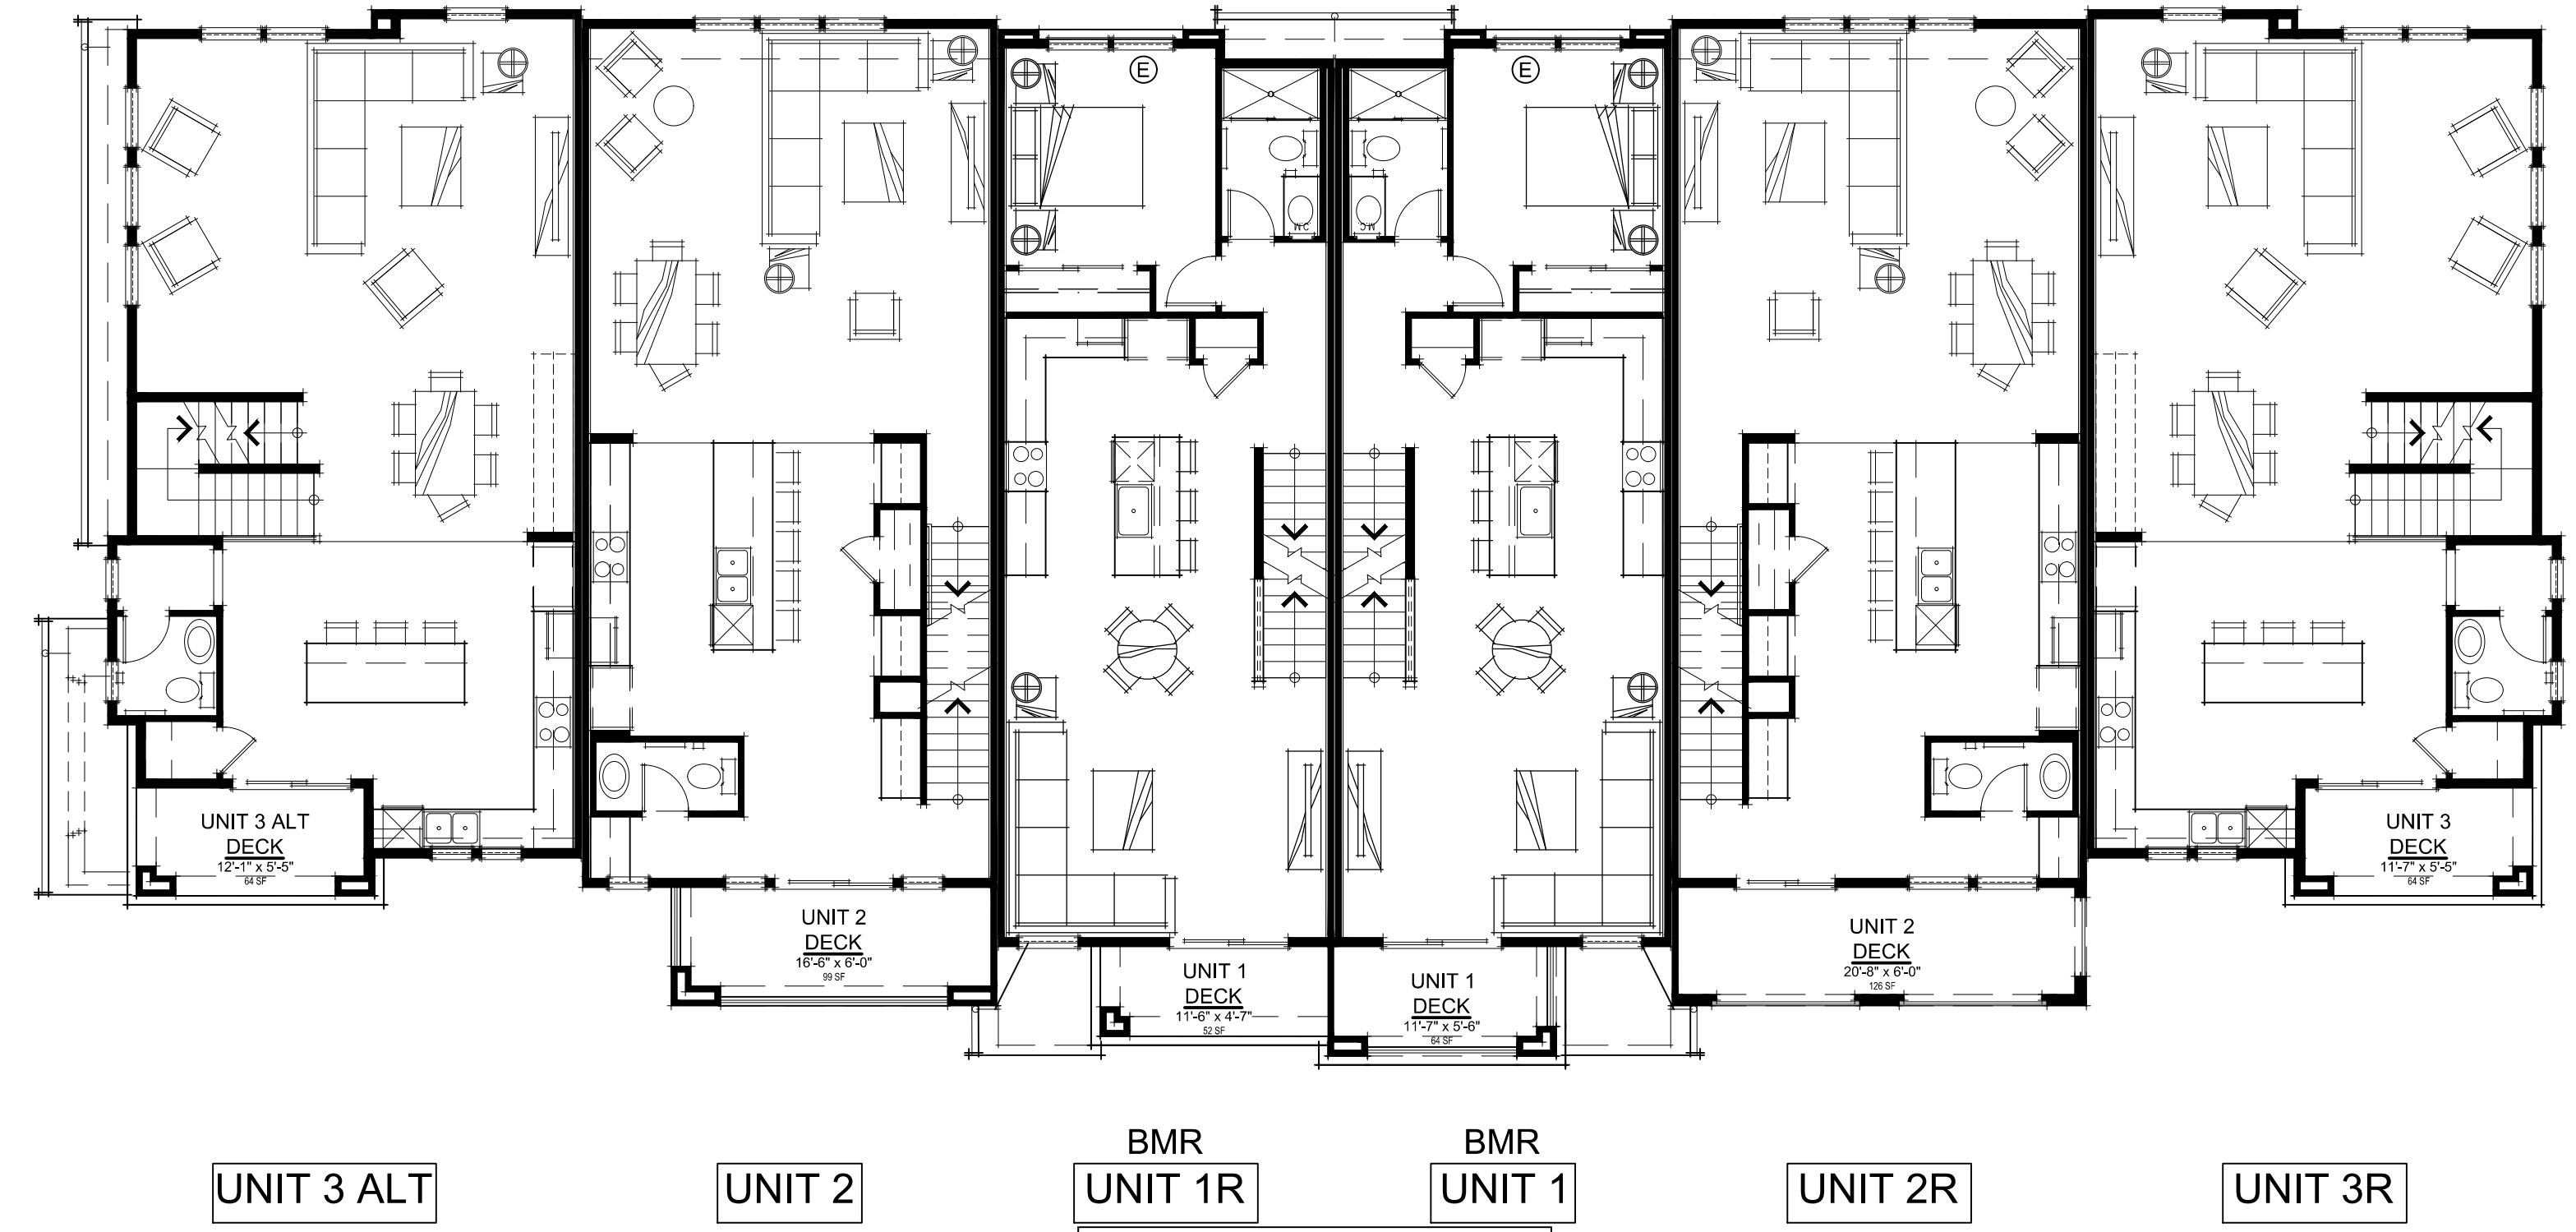 E
E
M.C.
M.C.
UNIT 3 ALT
DECK
12'-1" x 5'-5"
64 SF
UNIT 2
DECK
16'-6" x 6'-0"
99 SF
UNIT 1
DECK
11'-6" x 4'-7"
52 SF
UNIT 1
DECK
11'-7" x 5'-6"
64 SF
UNIT 2
DECK
20'-8" x 6'-0"
126 SF
UNIT 3
DECK
11'-7" x 5'-5"
64 SF
BMR
BMR
UNIT 3 ALT
UNIT 2
UNIT 1R
UNIT 1
UNIT 2R
UNIT 3R